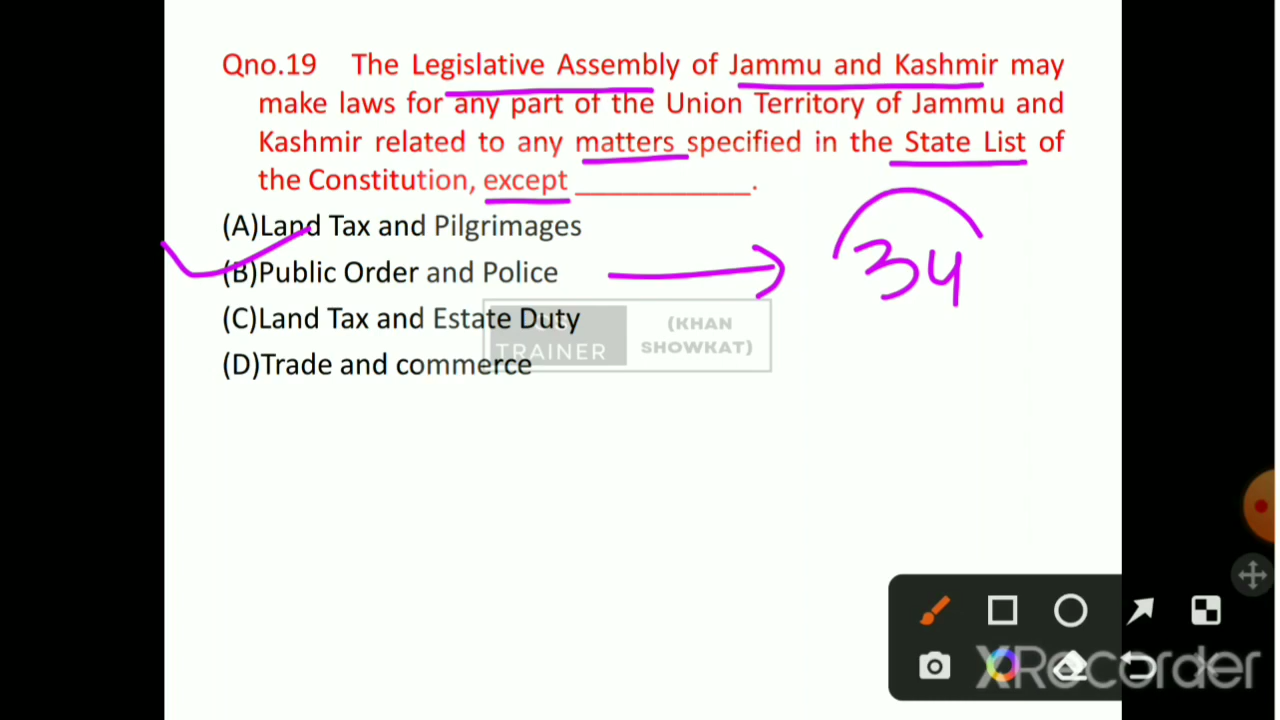 Qno.19 The Legislative Assembly of Jammu and Kashmir may
make laws for any part of the Union Territory of Jammu and
Kashmir related to any matters specified in the State List of
the Constitution, except ____________.
(A)Land Tax and Pilgrimages
(B)Public Order and Police
34
(C)Land Tax and Estate Duty
(D)Trade and commerce
TRAINER
(KHAN
SHOWKAT)
XRecorder